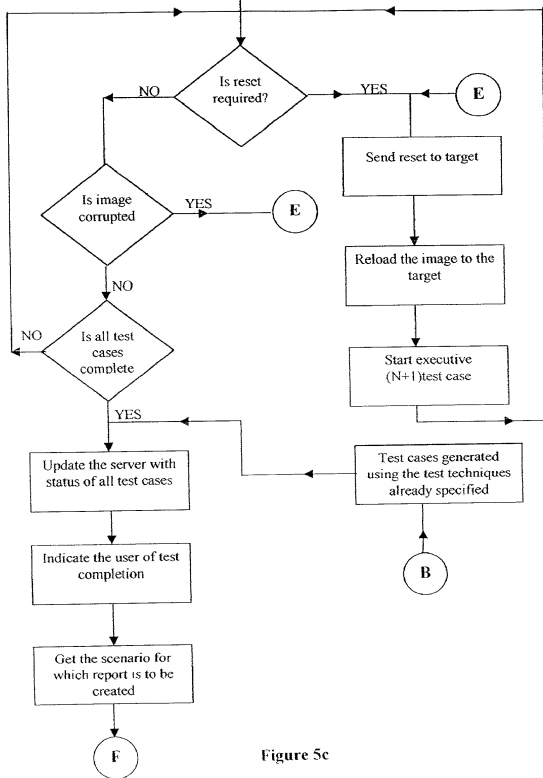 Is reset
required?
NO
YES
E
Send reset to target
Is image
corrupted
YES
E
Reload the image to the
target
NO
NO
Is all test
cases
complete
Start executive
(N+1)test case
YES
Update the server with
status of all test cases
Test cases generated
using the test techniques
already specified
Indicate the user of test
completion
B
Get the scenario for
which report is to be
created
F
Figure 5c